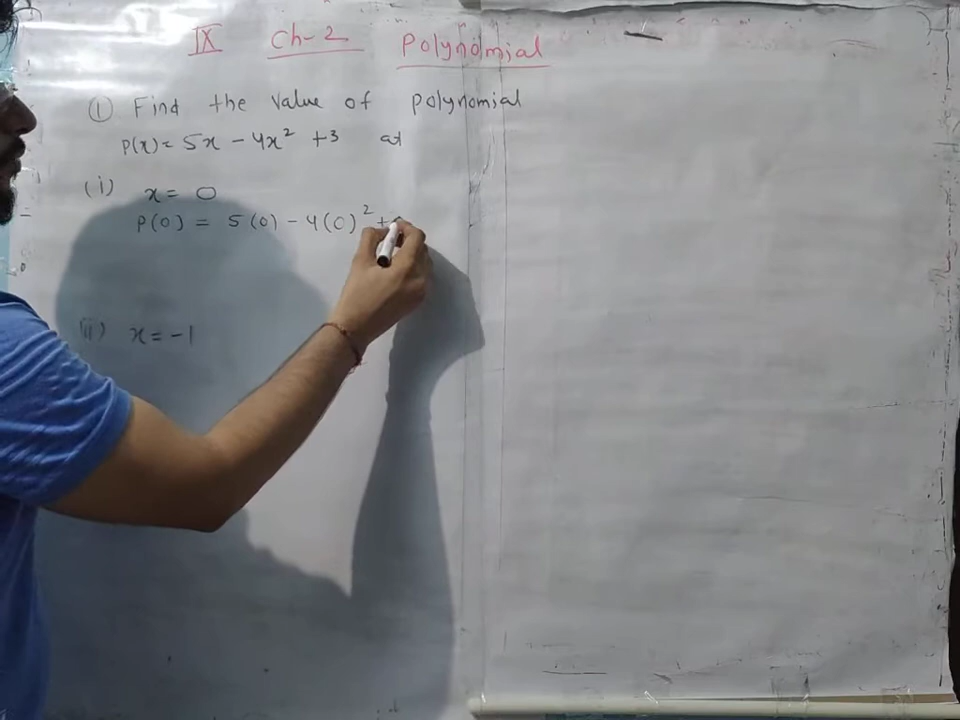 IX Ch-2 Polynomial
① Find the value of polynomial
P(x) = 5x - 4x² + 3 at
(i) x = 0
P(0) = 5(0) - 4(0)² +
(ii) x = -1